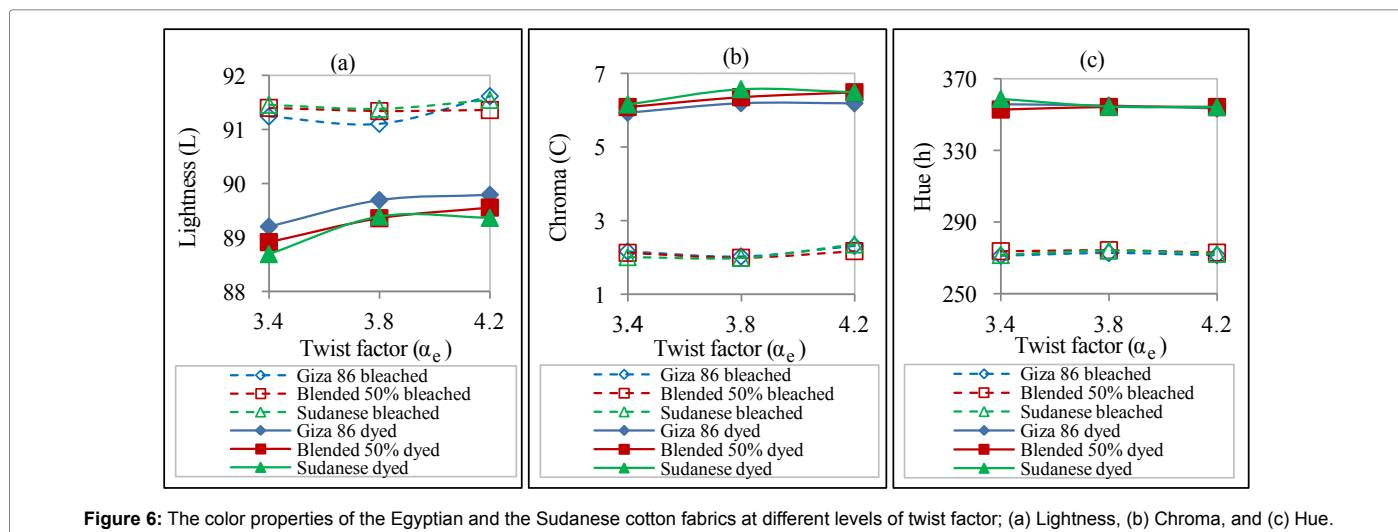 (a)
92
91
90
89
88
Lightness (L)
3.4
3.8
4.2
Twist factor (αₑ)
Giza 86 bleached
Blended 50% bleached
Sudanese bleached
Giza 86 dyed
Blended 50% dyed
Sudanese dyed
(b)
7
5
3
1
Chroma (C)
3.4
3.8
4.2
Twist factor (αₑ)
Giza 86 bleached
Blended 50% bleached
Sudanese bleached
Giza 86 dyed
Blended 50% dyed
Sudanese dyed
(c)
370
330
290
250
Hue (h)
3.4
3.8
4.2
Twist factor (αₑ)
Giza 86 bleached
Blended 50% bleached
Sudanese bleached
Giza 86 dyed
Blended 50% dyed
Sudanese dyed
Figure 6: The color properties of the Egyptian and the Sudanese cotton fabrics at different levels of twist factor; (a) Lightness, (b) Chroma, and (c) Hue.